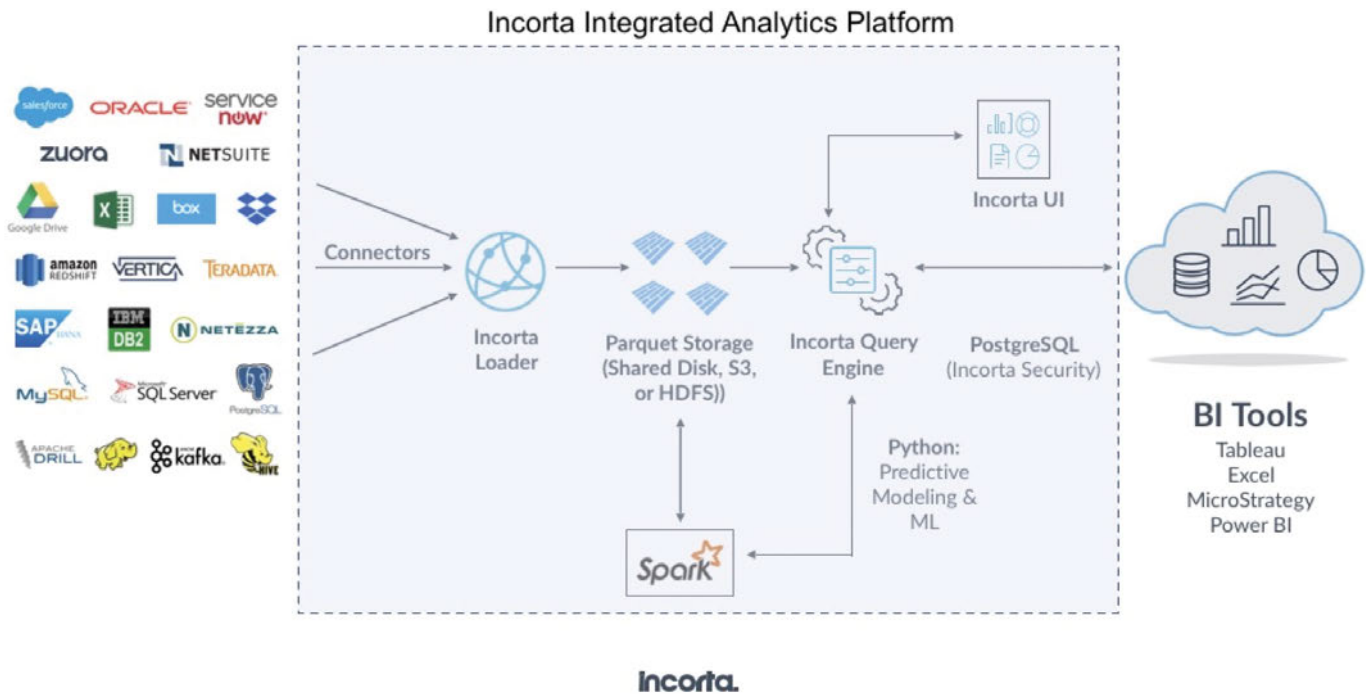 Incorta Integrated Analytics Platform
salesforce
ORACLE
service
now
zuora
N NETSUITE
Google Drive
X
box
amazon
REDSHIFT
VERTICA
TERADATA
SAP HANA
IBM
DB2
N NETEZZA
MySQL
Microsoft
SQL Server
PostgreSQL
APACHE
DRILL
kafka
HIVE
Connectors
Incorta
Loader
Parquet Storage
(Shared Disk, S3,
or HDFS))
Incorta Query
Engine
Incorta UI
PostgreSQL
(Incorta Security)
Python:
Predictive
Modeling &
ML
Spark
BI Tools
Tableau
Excel
MicroStrategy
Power BI
incorta.